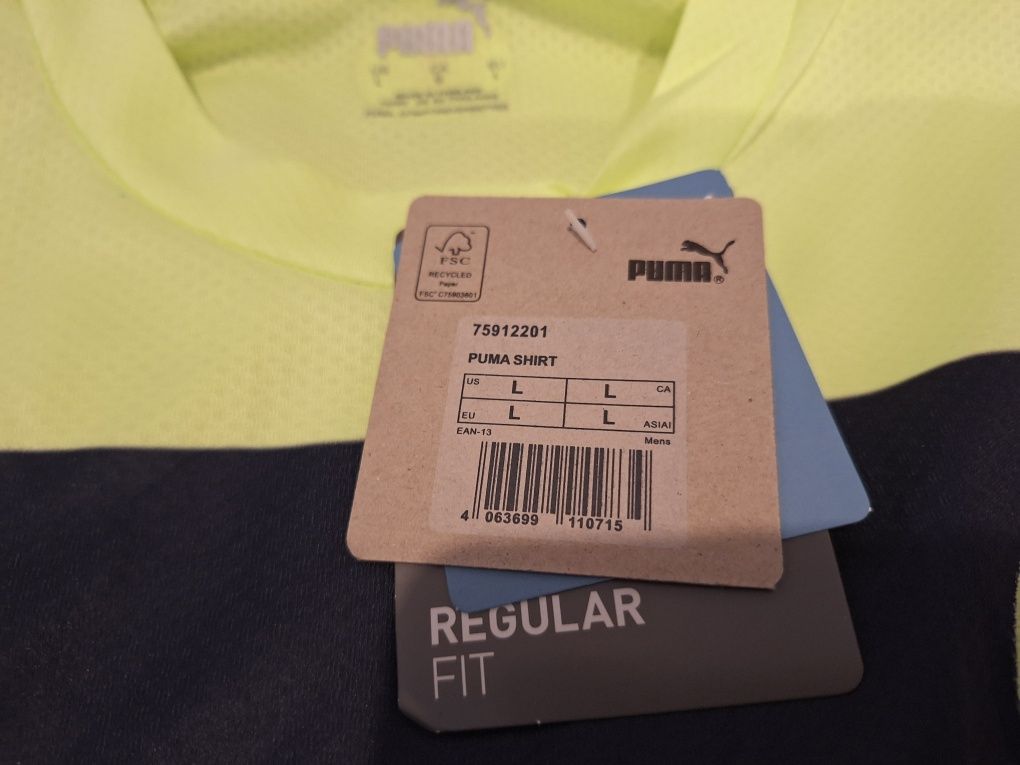 PUMA
FSC
RECYCLED
Paper
FSC® C75903601
PUMA®
75912201
PUMA SHIRT
US L L CA
EU L L ASIAI
EAN-13 Mens
4 063699 110715
REGULAR
FIT